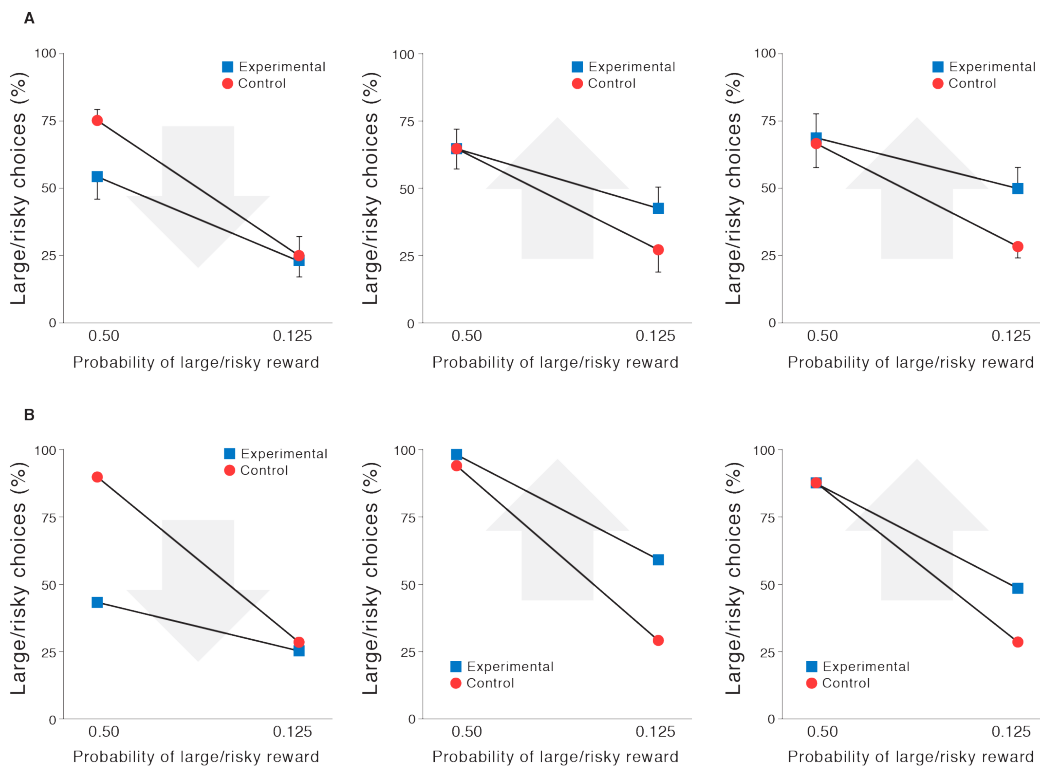 A
Large/risky choices (%)
100
75
50
25
0
Experimental
Control
0.50 0.125
Probability of large/risky reward
Large/risky choices (%)
100
75
50
25
0
Experimental
Control
0.50 0.125
Probability of large/risky reward
Large/risky choices (%)
100
75
50
25
0
Experimental
Control
0.50 0.125
Probability of large/risky reward
B
Large/risky choices (%)
100
75
50
25
0
Experimental
Control
0.50 0.125
Probability of large/risky reward
Large/risky choices (%)
100
75
50
25
0
Experimental
Control
0.50 0.125
Probability of large/risky reward
Large/risky choices (%)
100
75
50
25
0
Experimental
Control
0.50 0.125
Probability of large/risky reward